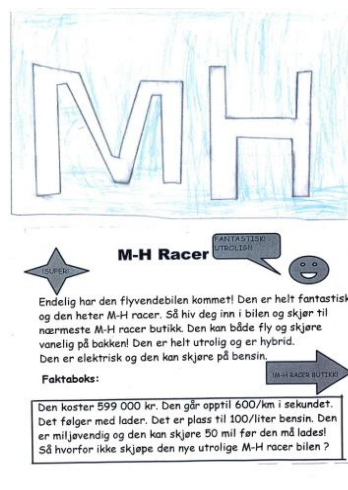 MH
FANTASTISK!
UTROLIG!!
M-H Racer
!SUPER!
Endelig har den flyvendebilen kommet! Den er helt fantastisk
og den heter M-H racer. Så hiv deg inn i bilen og skjør til
nærmeste M-H racer butikk. Den kan både fly og skjøre
vanelig på bakken! Den er helt utrolig og er hybrid.
Den er elektrisk og den kan skjøre på bensin.
!M-H RACER BUTIKK!
Faktaboks:
Den koster 599 000 kr. Den går opptil 600/km i sekundet.
Det følger med lader. Det er plass til 100/liter bensin. Den
er miljøvendig og den kan skjøre 50 mil før den må lades!
Så hvorfor ikke skjøpe den nye utrolige M-H racer bilen ?